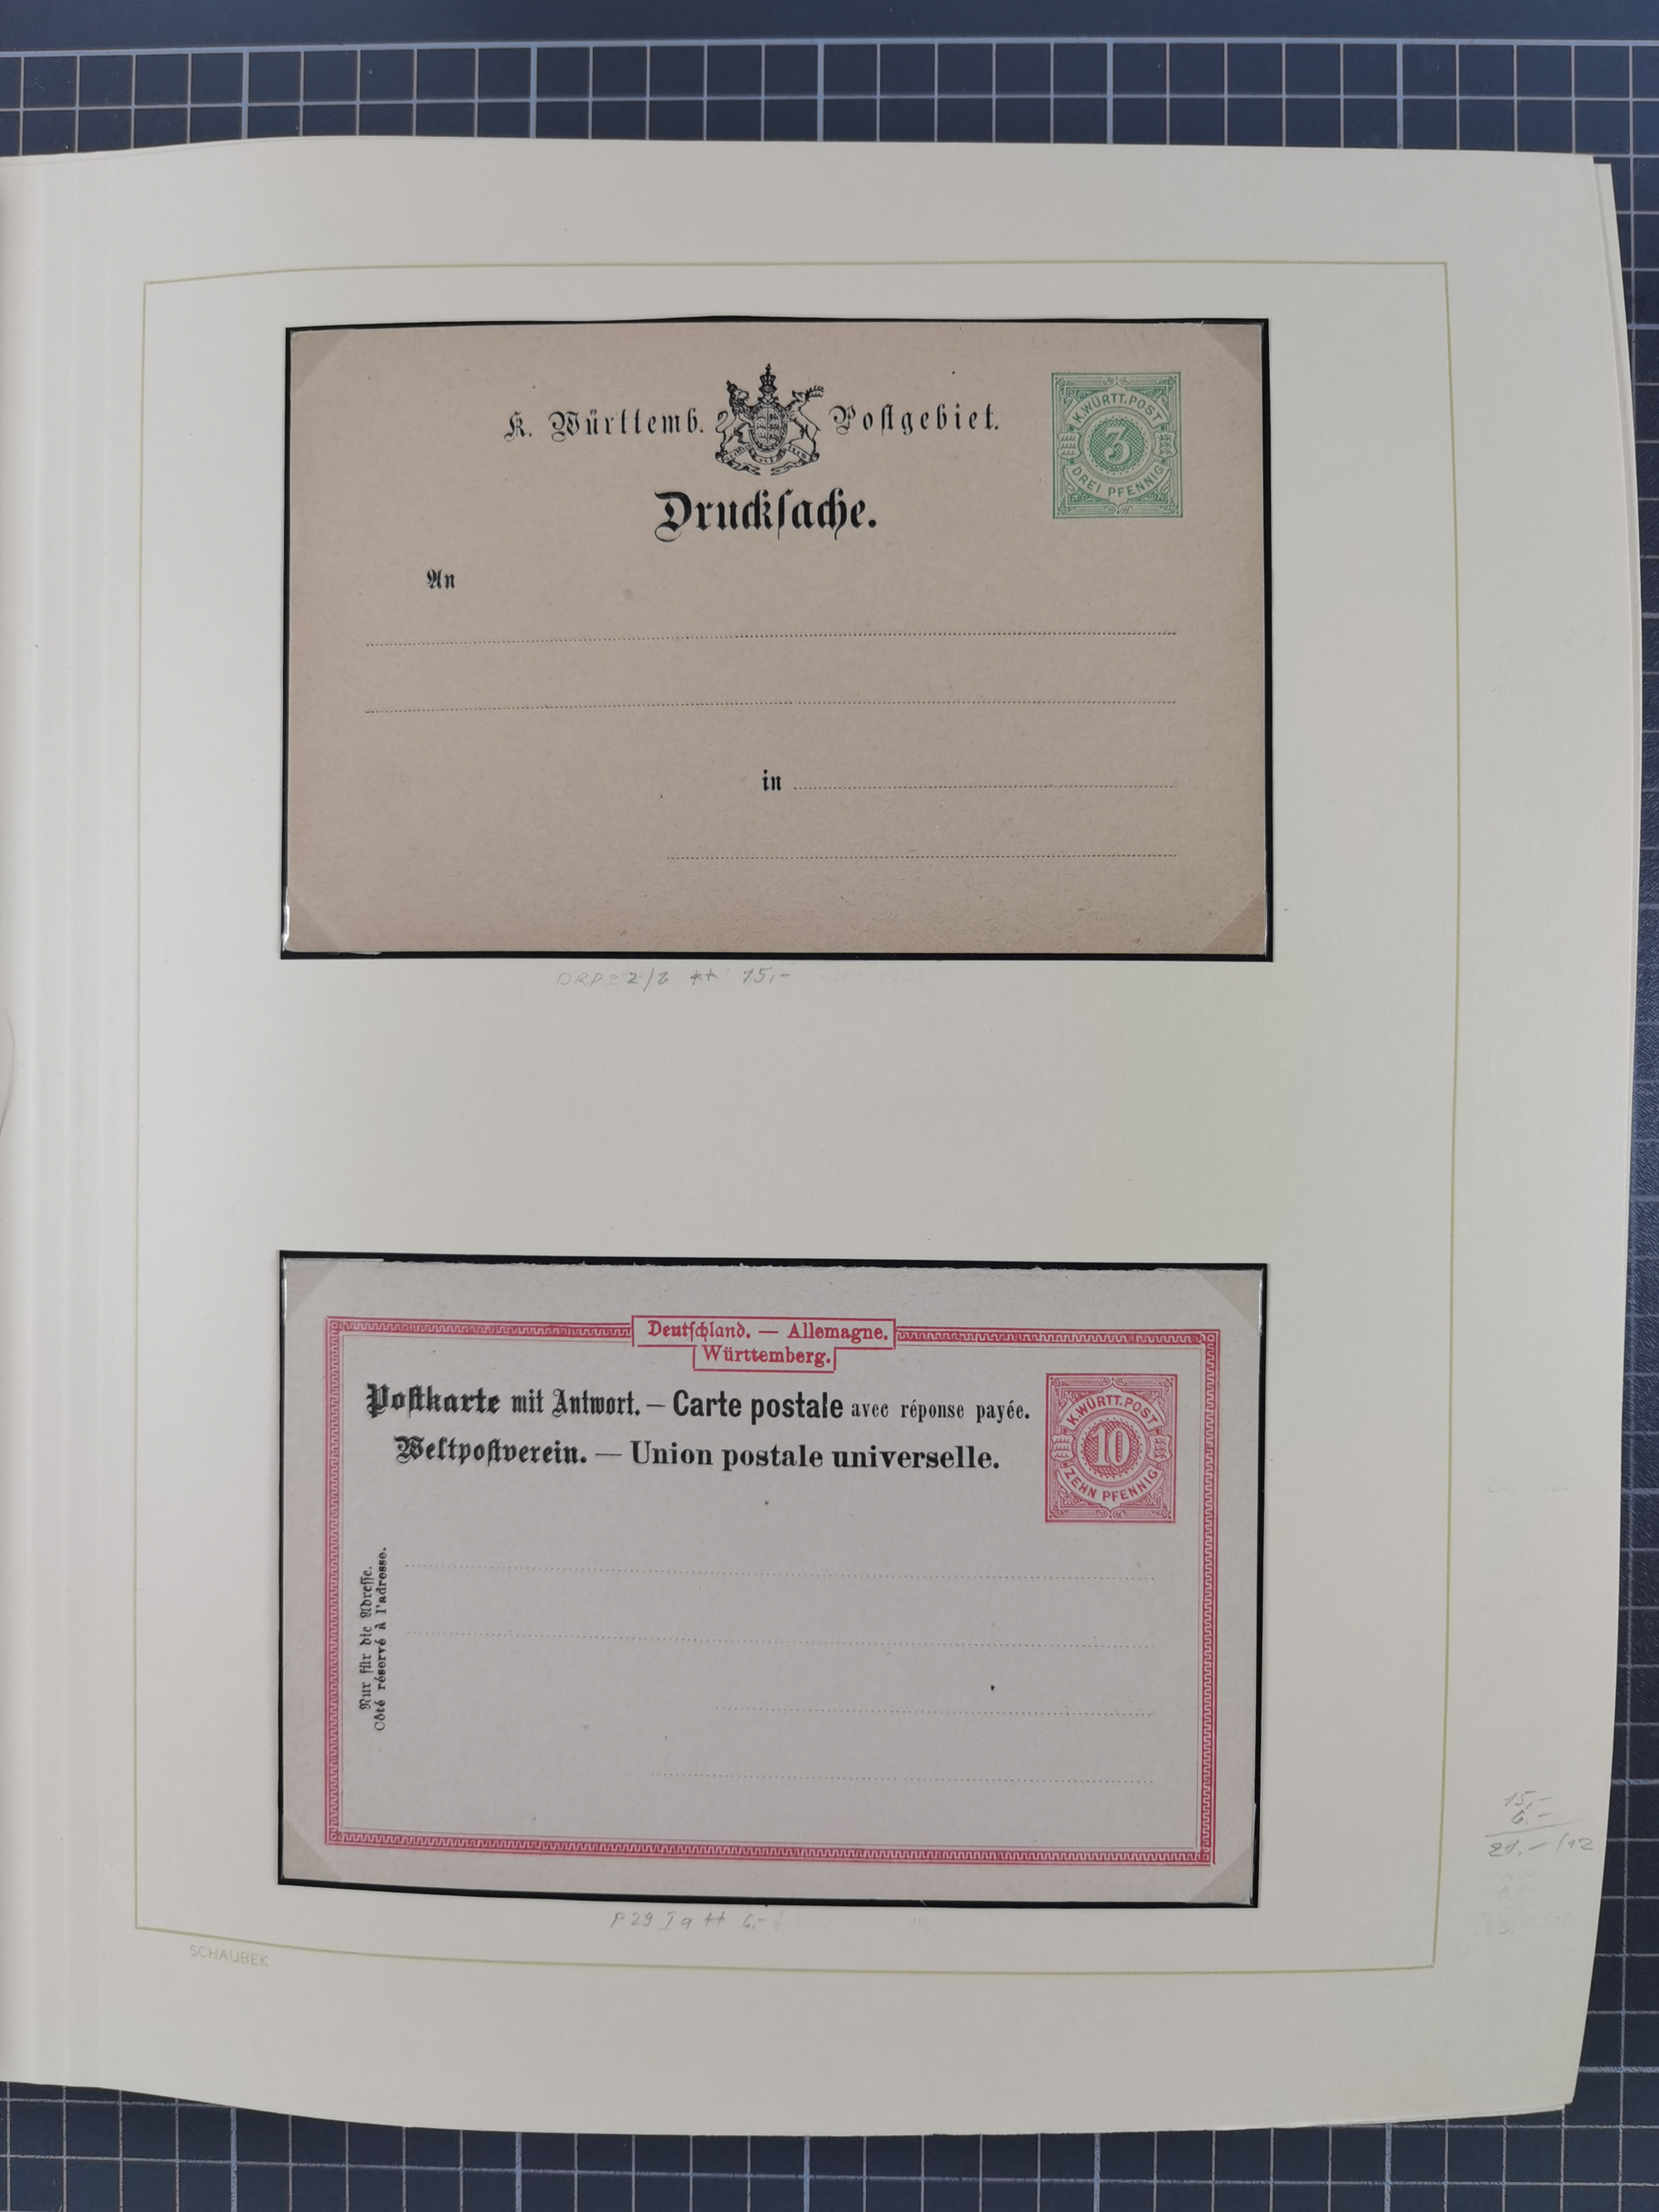 K. Württemb. Postgebiet.
K.WÜRTT.POST
3
DREI PFENNIG
Druckſache.
An
in
2/ ** 15,-
Deutſchland. — Allemagne.
Württemberg.
Poſtkarte mit Antwort. — Carte postale avec réponse payée.
Weltpoſtverein. — Union postale universelle.
K.WÜRTT.POST
10
ZEHN PFENNIG
Nur für die Adreſſe.
Côté réservé à l'adresse.
P29 I a ** 6,-
SCHAUBEK
15,-
6.-
21.- /12